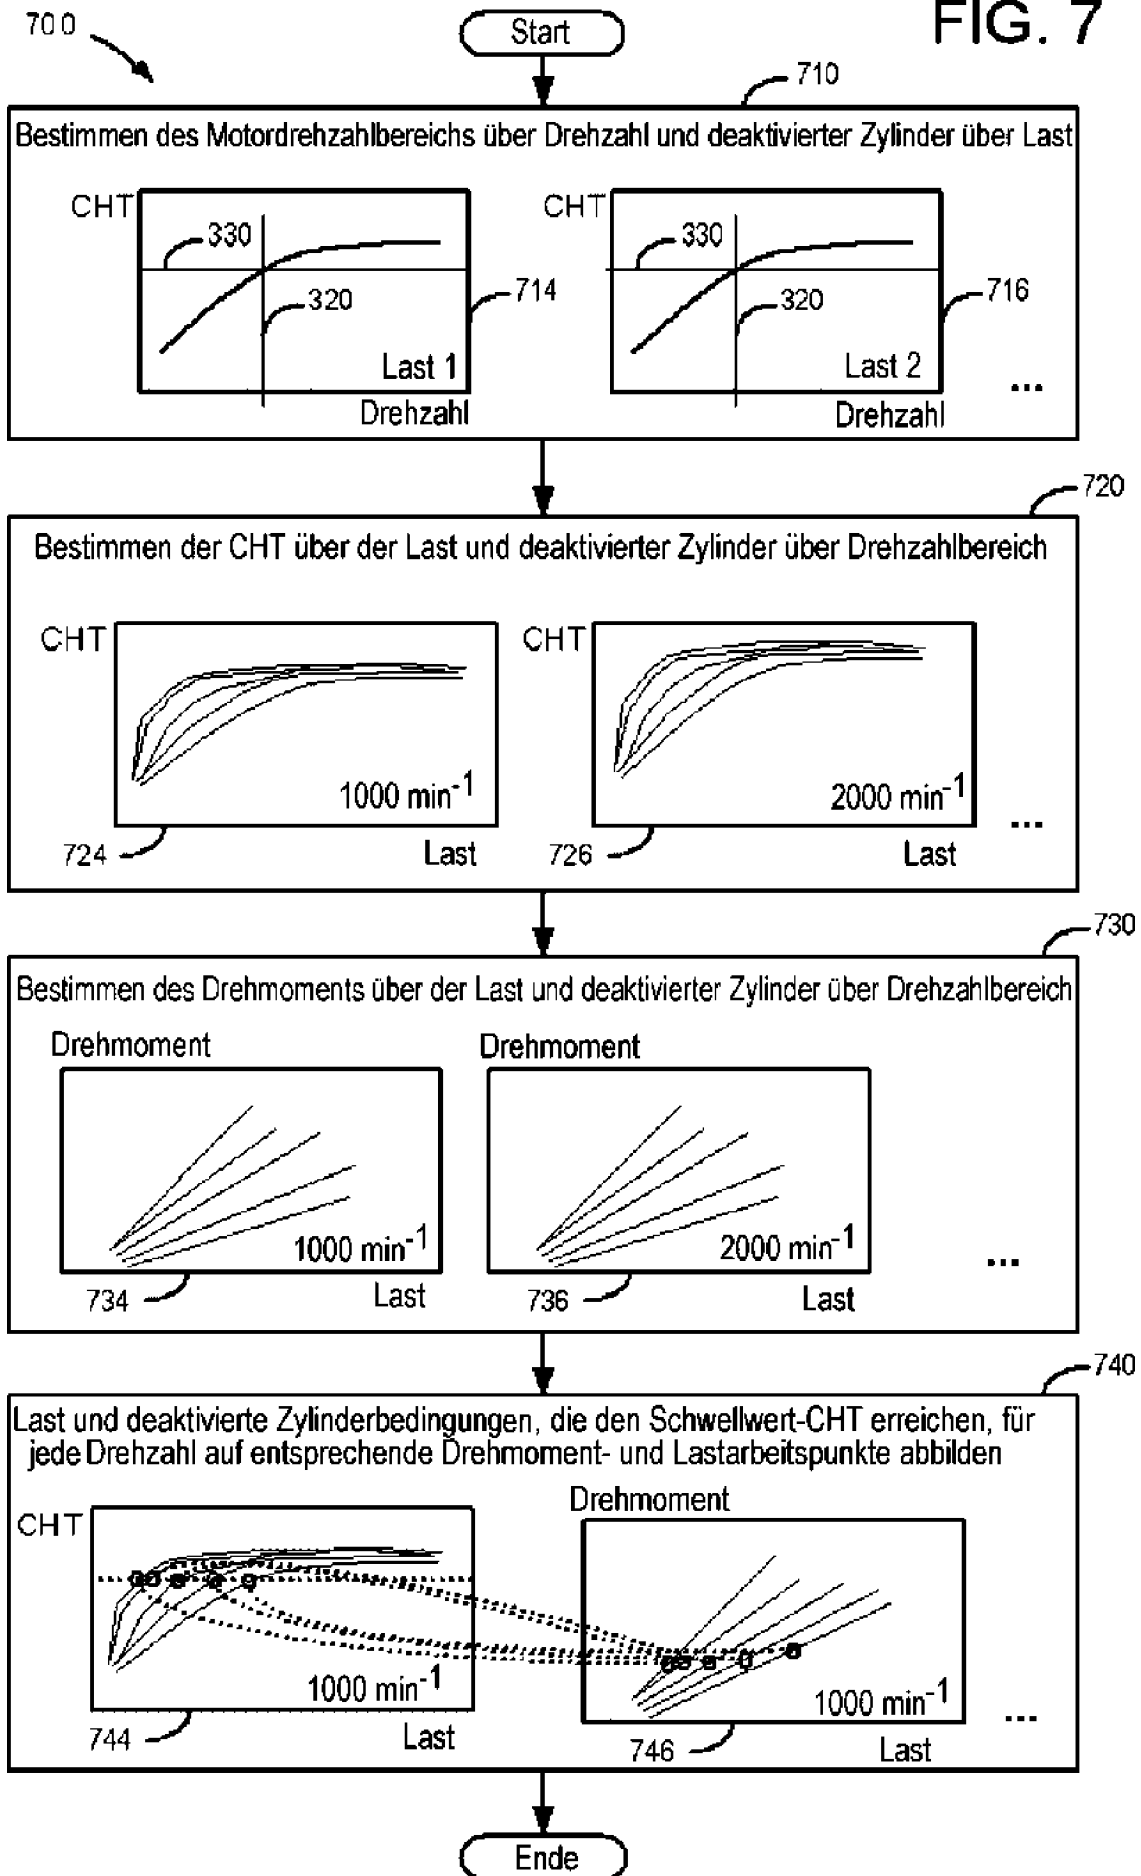 FIG. 7
700
Start
710
Bestimmen des Motordrehzahlbereichs über Drehzahl und deaktivierter Zylinder über Last
CHT
330
320
714
Last 1
Drehzahl
CHT
330
320
716
Last 2
Drehzahl
...
720
Bestimmen der CHT über der Last und deaktivierter Zylinder über Drehzahlbereich
CHT
1000 min⁻¹
724
Last
CHT
2000 min⁻¹
726
Last
...
730
Bestimmen des Drehmoments über der Last und deaktivierter Zylinder über Drehzahlbereich
Drehmoment
1000 min⁻¹
734
Last
Drehmoment
2000 min⁻¹
736
Last
...
740
Last und deaktivierte Zylinderbedingungen, die den Schwellwert-CHT erreichen, für
jede Drehzahl auf entsprechende Drehmoment- und Lastarbeitspunkte abbilden
CHT
1000 min⁻¹
744
Last
Drehmoment
1000 min⁻¹
746
Last
...
Ende